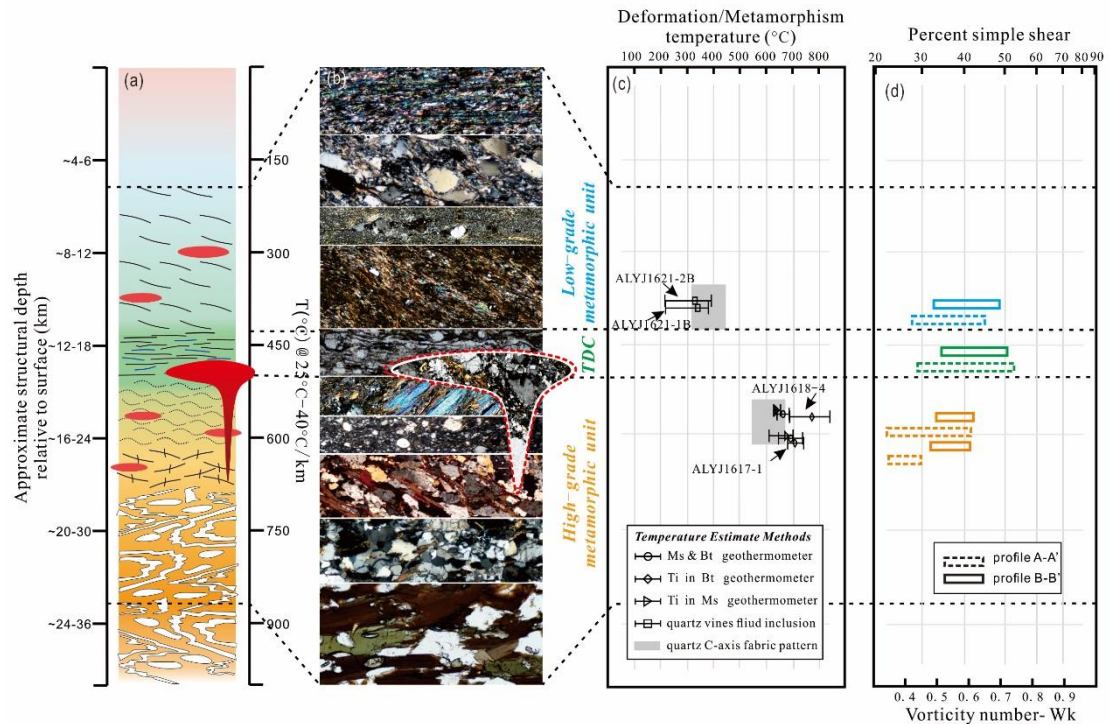 Deformation/Metamorphism
temperature (°C)
100 200 300 400 500 600 700 800
Percent simple shear
20 30 40 50 60 70 80 90
(a)
(b)
(c)
(d)
Approximate structural depth
relative to surface (km)
~4-6
~8-12
~12-18
~16-24
~20-30
~24-36
150
300
450
600
750
900
T(°c) @ 25°C-40°C/km
Low-grade
metamorphic unit
TDC
High-grade
metamorphic unit
ALYJ1621-2B
ALYJ1621-1B
ALYJ1618-4
ALYJ1617-1
Temperature Estimate Methods
Ms & Bt geothermometer
Ti in Bt geothermometer
Ti in Ms geothermometer
quartz vines fliud inclusion
quartz C-axis fabric pattern
profile A-A'
profile B-B'
0.4 0.5 0.6 0.7 0.8 0.9
Vorticity number- Wk